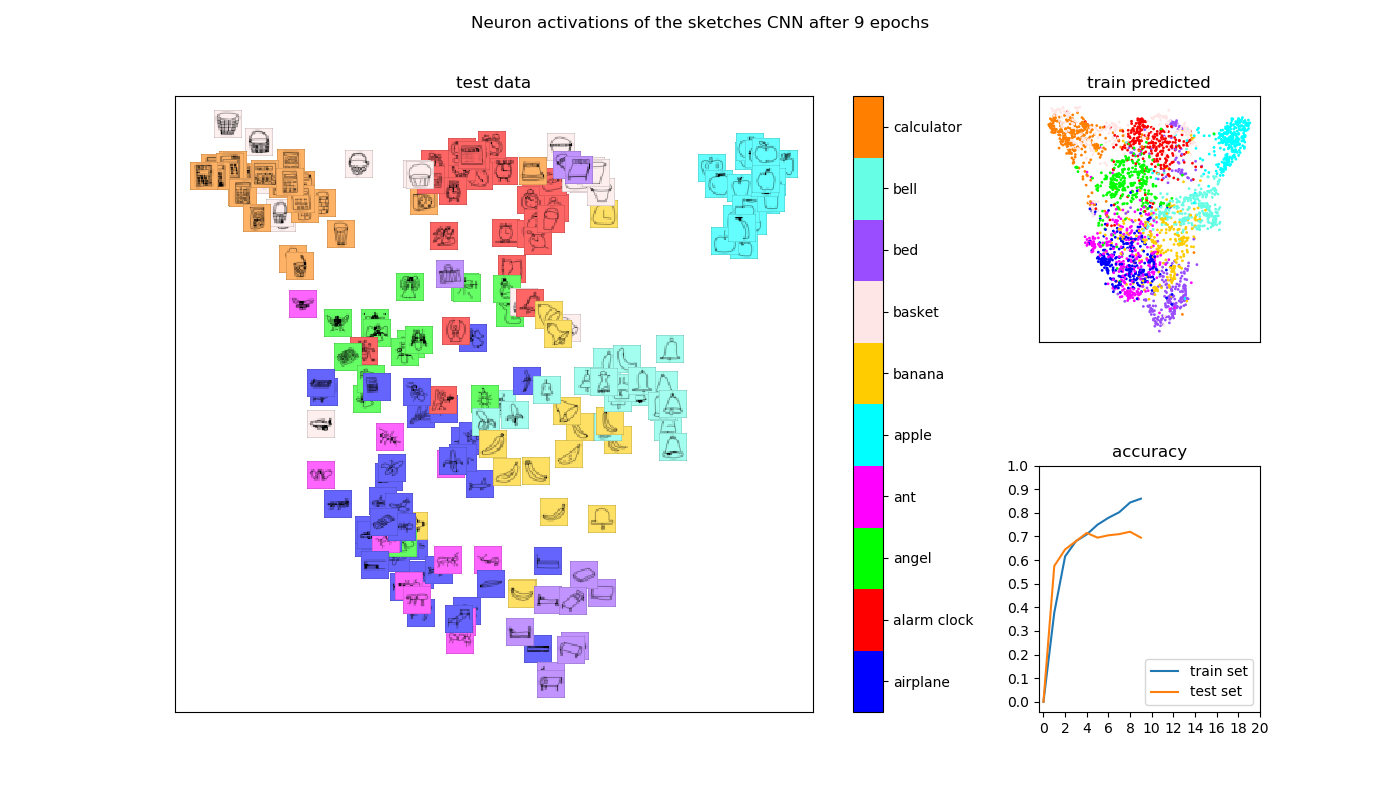 Neuron activations of the sketches CNN after 9 epochs
test data
calculator
bell
bed
basket
banana
apple
ant
angel
alarm clock
airplane
train predicted
accuracy
1.0
0.9
0.8
0.7
0.6
0.5
0.4
0.3
0.2
0.1
0.0
train set
test set
0 2 4 6 8 10 12 14 16 18 20